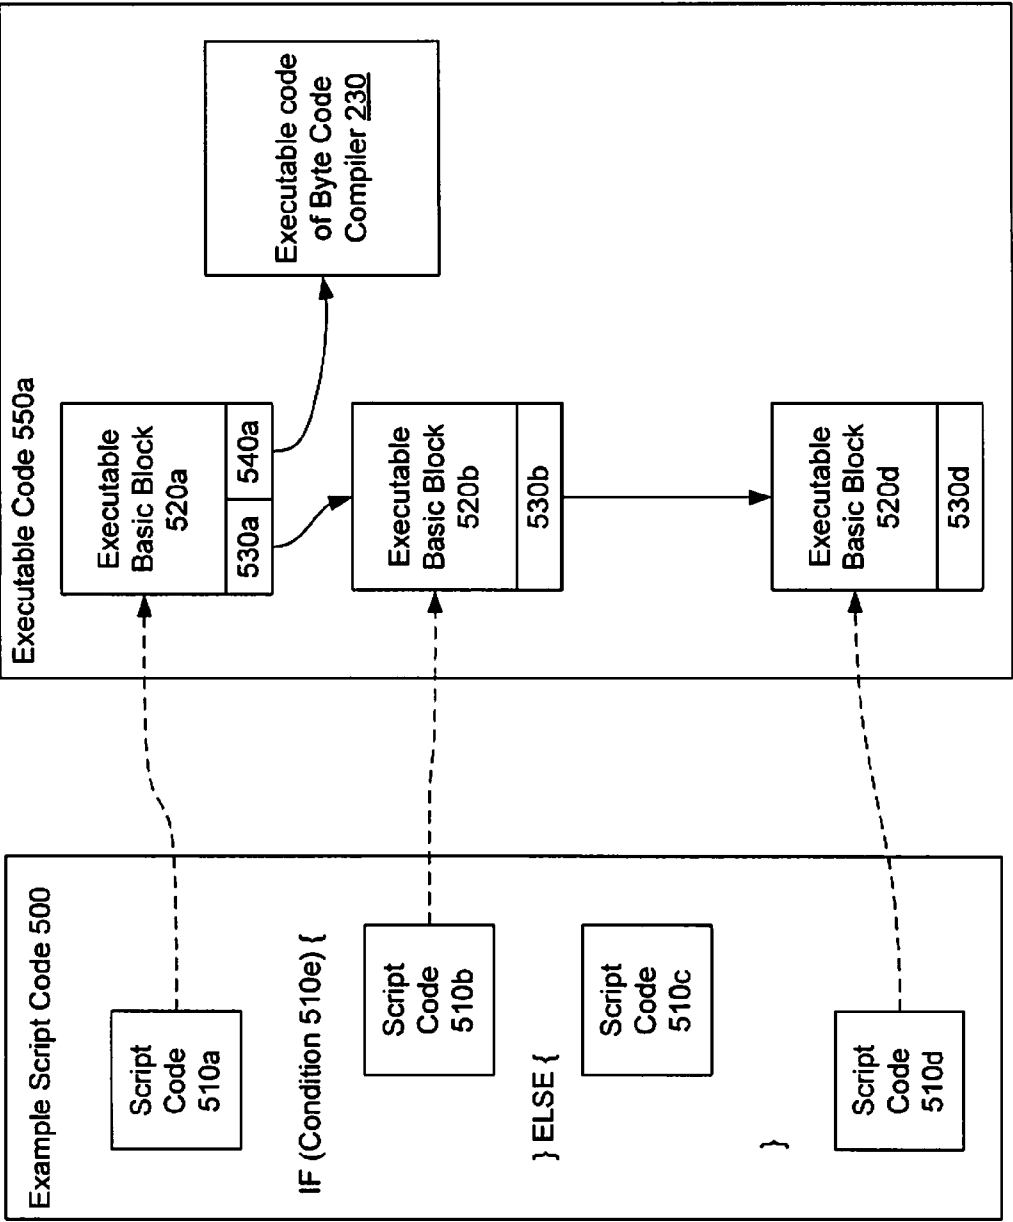 Example Script Code 500
Script
Code
510a
IF (Condition 510e) {
Script
Code
510b
} ELSE {
Script
Code
510c
}
Script
Code
510d
Executable Code 550a
Executable
Basic Block
520a
530a
540a
Executable code
of Byte Code
Compiler 230
Executable
Basic Block
520b
530b
Executable
Basic Block
520d
530d